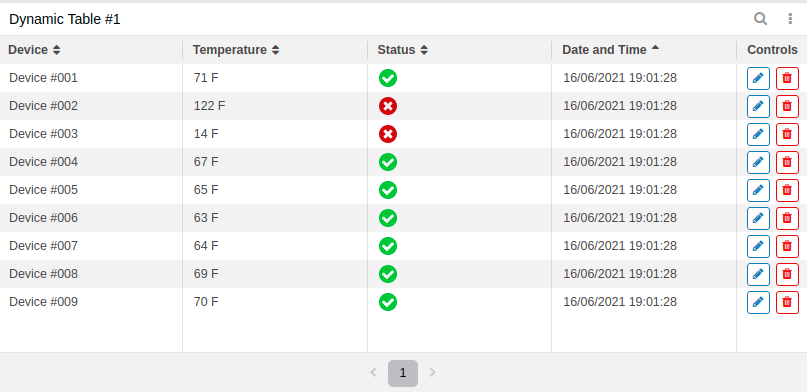 Dynamic Table #1
Device Temperature Status Date and Time Controls
Device #001 71 F 16/06/2021 19:01:28
Device #002 122 F 16/06/2021 19:01:28
Device #003 14 F 16/06/2021 19:01:28
Device #004 67 F 16/06/2021 19:01:28
Device #005 65 F 16/06/2021 19:01:28
Device #006 63 F 16/06/2021 19:01:28
Device #007 64 F 16/06/2021 19:01:28
Device #008 69 F 16/06/2021 19:01:28
Device #009 70 F 16/06/2021 19:01:28
1